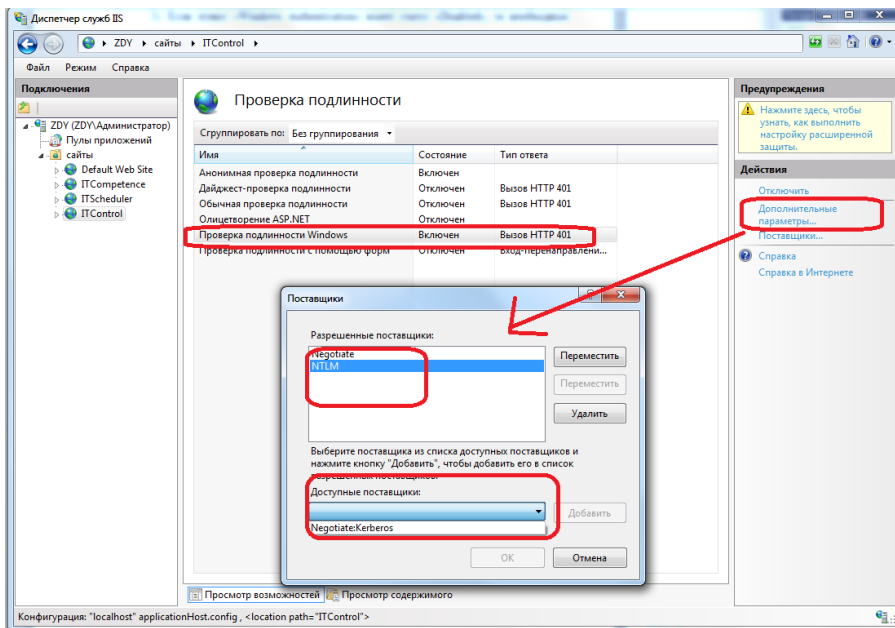 Диспетчер служб IIS
ZDY сайты ITControl
Файл Режим Справка
Подключения
ZDY (ZDY\Администратор)
Пулы приложений
сайты
Default Web Site
ITCompetence
ITScheduler
ITControl
Проверка подлинности
Сгруппировать по: Без группирования
Имя Состояние Тип ответа
Анонимная проверка подлинности Включен
Дайджест-проверка подлинности Отключен Вызов HTTP 401
Обычная проверка подлинности Отключен Вызов HTTP 401
Олицетворение ASP.NET Отключен
Проверка подлинности Windows Включен Вызов HTTP 401
Проверка подлинности с помощью форм Отключен Вход-перенаправлени...
Поставщики
Разрешенные поставщики:
Negotiate
NTLM
Переместить
Переместить
Удалить
Выберите поставщика из списка доступных поставщиков и
нажмите кнопку "Добавить", чтобы добавить его в список
разрешенных поставщиков.
Доступные поставщики:
Добавить
Negotiate:Kerberos
OK Отмена
Просмотр возможностей Просмотр содержимого
Предупреждения
Нажмите здесь, чтобы
узнать, как выполнить
настройку расширенной
защиты.
Действия
Отключить
Дополнительные
параметры...
Поставщики...
Справка
Справка в Интернете
Конфигурация: "localhost" applicationHost.config , <location path="ITControl">